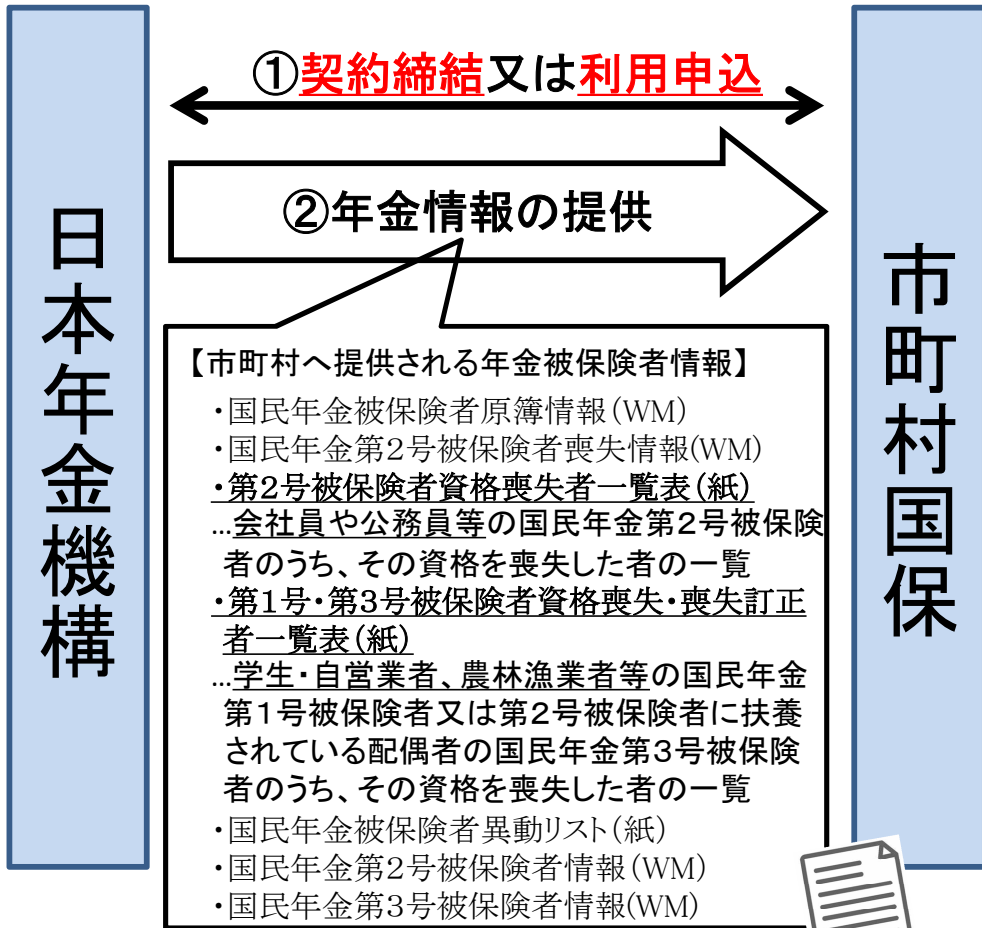 日本年金機構
①契約締結又は利用申込
②年金情報の提供
【市町村へ提供される年金被保険者情報】
・国民年金被保険者原簿情報(WM)
・国民年金第2号被保険者喪失情報(WM)
・第2号被保険者資格喪失者一覧表(紙)
…会社員や公務員等の国民年金第2号被保険
者のうち、その資格を喪失した者の一覧
・第1号・第3号被保険者資格喪失・喪失訂正
者一覧表(紙)
…学生・自営業者、農林漁業者等の国民年金
第1号被保険者又は第2号被保険者に扶養
されている配偶者の国民年金第3号被保険
者のうち、その資格を喪失した者の一覧
・国民年金被保険者異動リスト(紙)
・国民年金第2号被保険者情報(WM)
・国民年金第3号被保険者情報(WM)
市町村国保